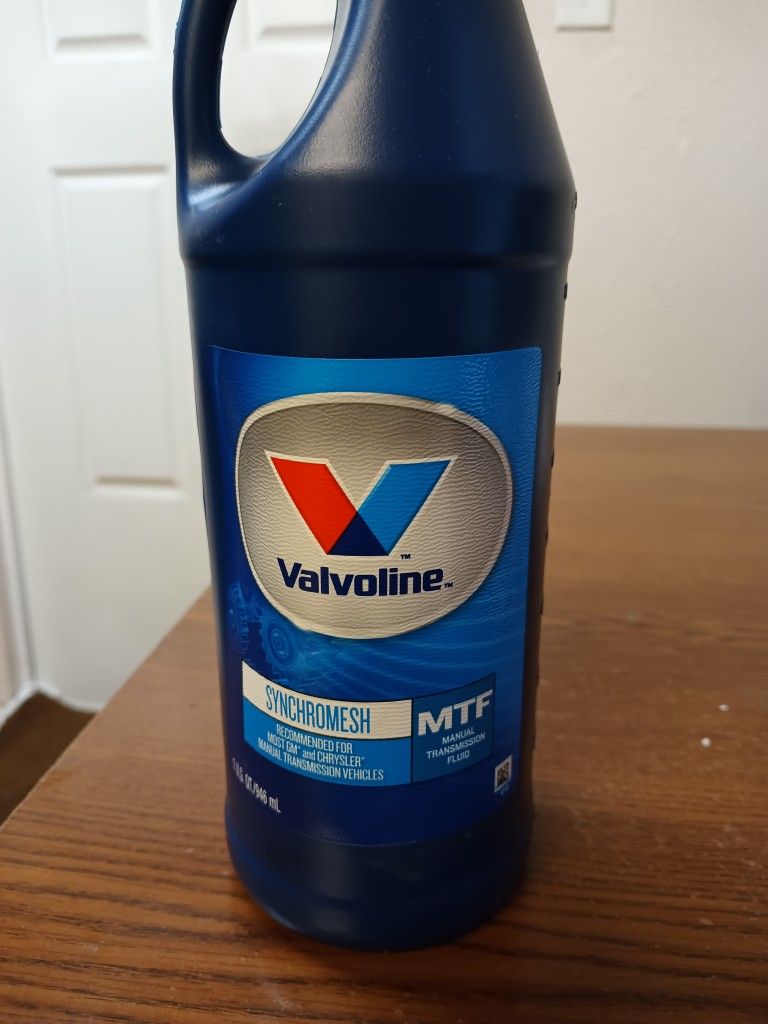 Valvoline™
SYNCHROMESH
RECOMMENDED FOR
MOST GM* and CHRYSLER*
MANUAL TRANSMISSION VEHICLES
MTF
MANUAL
TRANSMISSION
FLUID
1 U.S. QT./946 mL